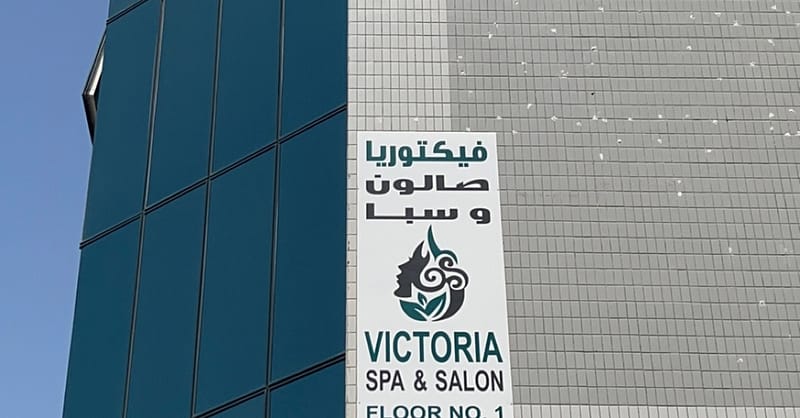 فيكتوريا
صالون
و سبا
VICTORIA
SPA & SALON
FLOOR NO. 1